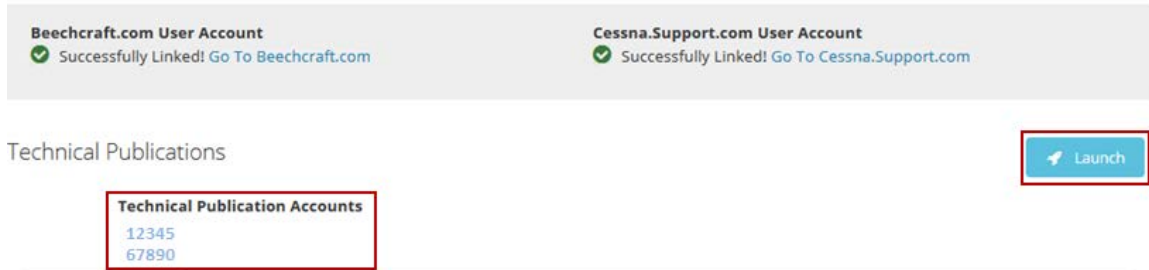 Beechcraft.com User Account
Successfully Linked! Go To Beechcraft.com
Cessna.Support.com User Account
Successfully Linked! Go To Cessna.Support.com
Technical Publications
Launch
Technical Publication Accounts
12345
67890